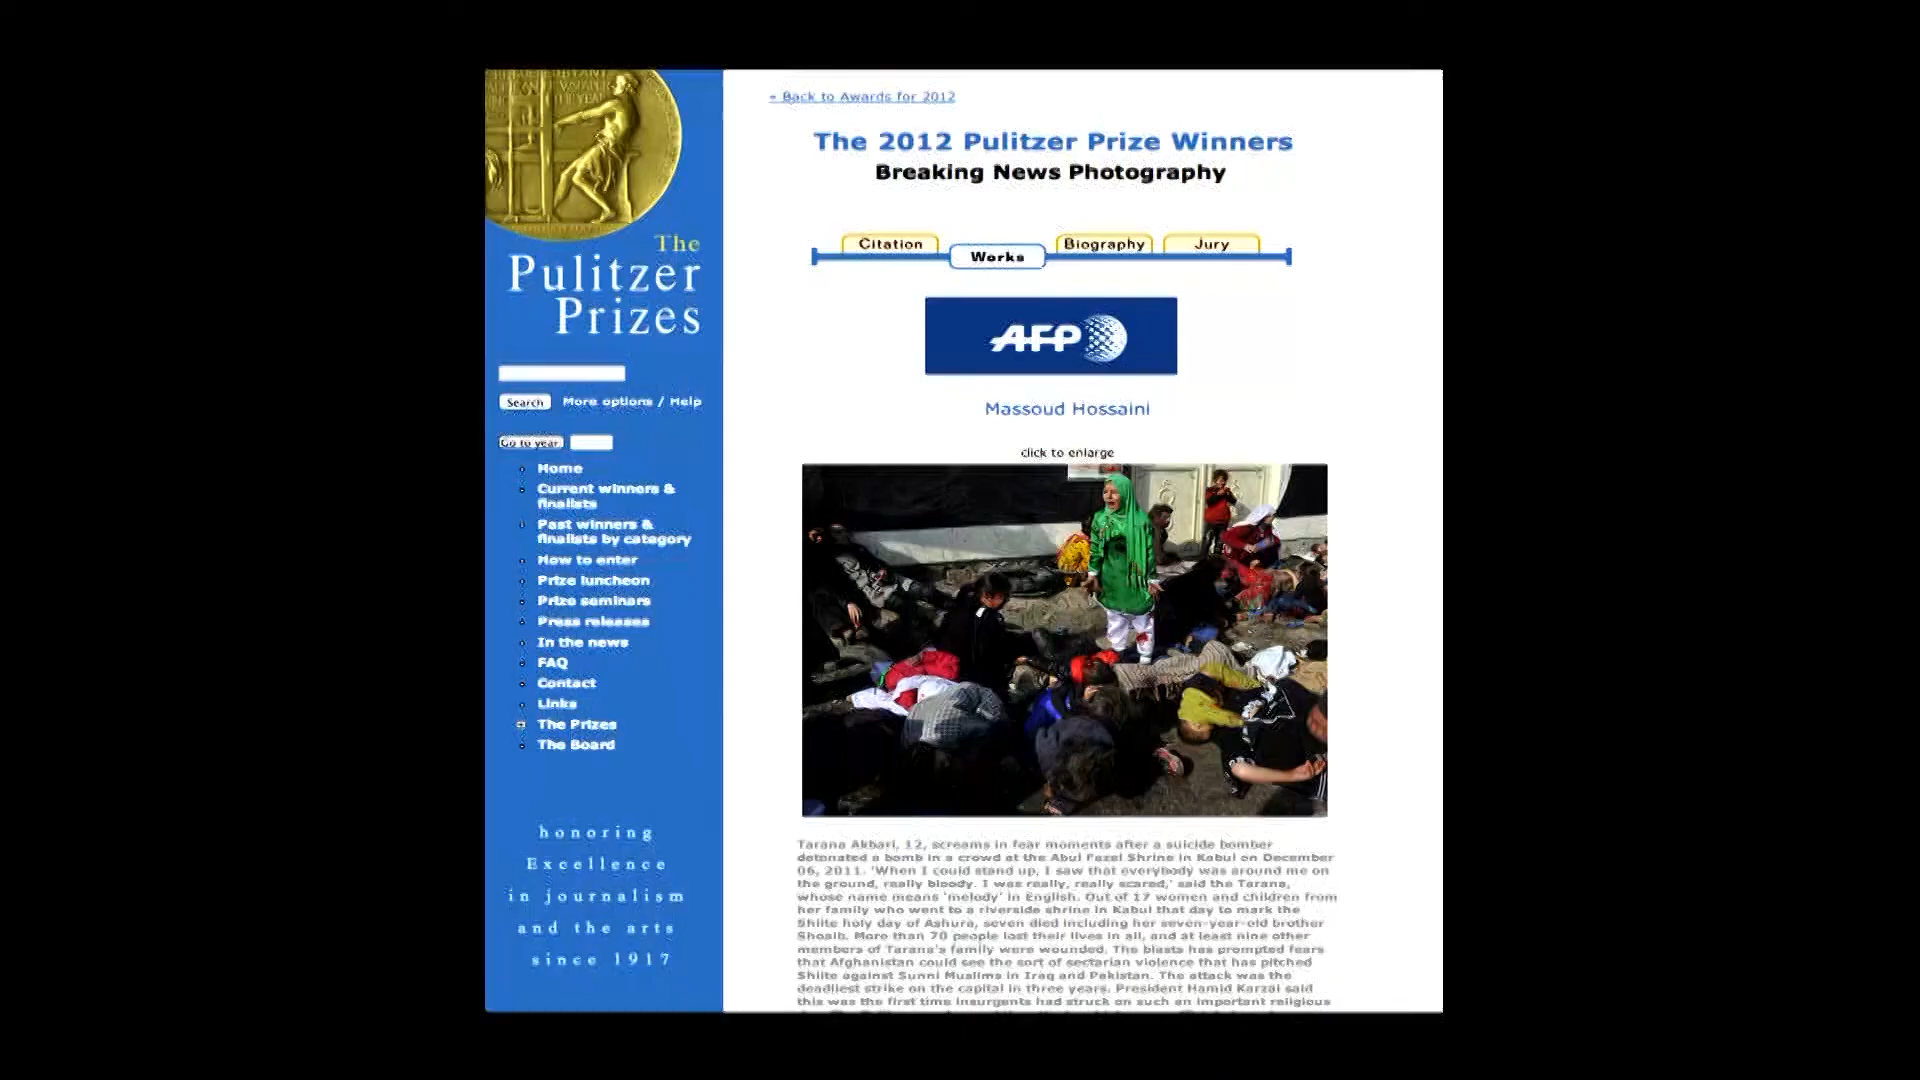 The
Pulitzer
Prizes
Search
More options / Help
Go to year
Home
Current winners &
finalists
Past winners &
finalists by category
How to enter
Prize luncheon
Prize seminars
Press releases
In the news
FAQ
Contact
Links
The Prizes
The Board
honoring
Excellence
in journalism
and the arts
since 1917
« Back to Awards for 2012
The 2012 Pulitzer Prize Winners
Breaking News Photography
Citation
Works
Biography
Jury
AFP
Massoud Hossaini
click to enlarge
Tarana Akbari, 12, screams in fear moments after a suicide bomber
detonated a bomb in a crowd at the Abul Fazel Shrine in Kabul on December
06, 2011. 'When I could stand up, I saw that everybody was around me on
the ground, really bloody. I was really, really scared,' said the Tarana,
whose name means 'melody' in English. Out of 17 women and children from
her family who went to a riverside shrine in Kabul that day to mark the
Shiite holy day of Ashura, seven died including her seven-year-old brother
Shoaib. More than 70 people lost their lives in all, and at least nine other
members of Tarana's family were wounded. The blasts has prompted fears
that Afghanistan could see the sort of sectarian violence that has pitched
Shiite against Sunni Muslims in Iraq and Pakistan. The attack was the
deadliest strike on the capital in three years. President Hamid Karzai said
this was the first time insurgents had struck on such an important religious